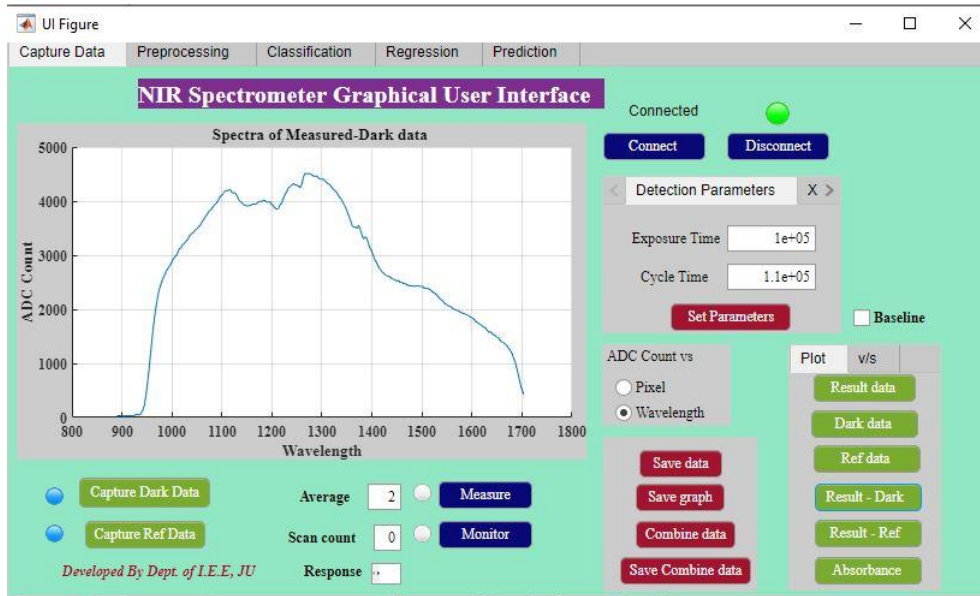 UI Figure
Capture Data Preprocessing Classification Regression Prediction
NIR Spectrometer Graphical User Interface
Connected
Connect Disconnect
Spectra of Measured-Dark data
ADC Count
5000
4000
3000
2000
1000
0
800 900 1000 1100 1200 1300 1400 1500 1600 1700 1800
Wavelength
Detection Parameters X
Exposure Time 1e+05
Cycle Time 1.1e+05
Set Parameters
Baseline
ADC Count vs
Pixel
Wavelength
Plot v/s
Result data
Dark data
Ref data
Result - Dark
Result - Ref
Absorbance
Save data
Save graph
Combine data
Save Combine data
Capture Dark Data
Capture Ref Data
Average 2 Measure
Scan count 0 Monitor
Response
Developed By Dept. of I.E.E, JU